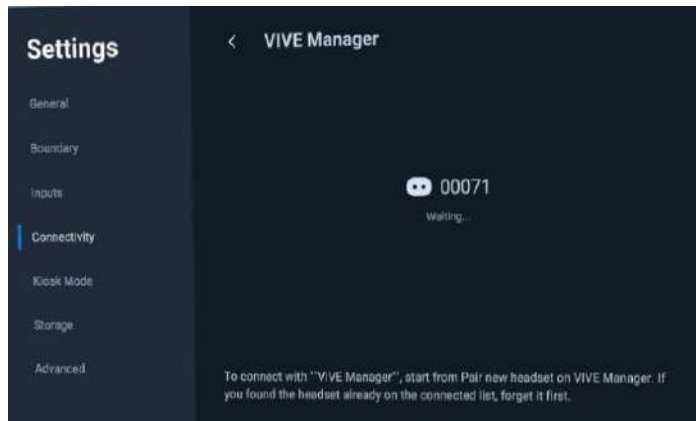 Settings
General
Boundary
Inputs
Connectivity
Kiosk Mode
Storage
Advanced
< VIVE Manager
00071
Waiting...
To connect with "VIVE Manager", start from Pair new headset on VIVE Manager. If
you found the headset already on the connected list, forget it first.